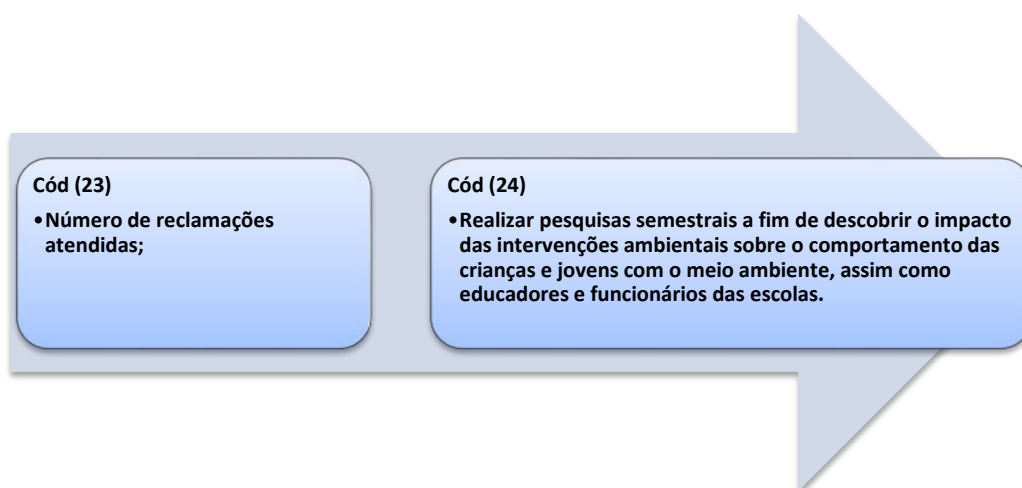 Cód (23)
•Número de reclamações
atendidas;
Cód (24)
•Realizar pesquisas semestrais a fim de descobrir o impacto
das intervenções ambientais sobre o comportamento das
crianças e jovens com o meio ambiente, assim como
educadores e funcionários das escolas.